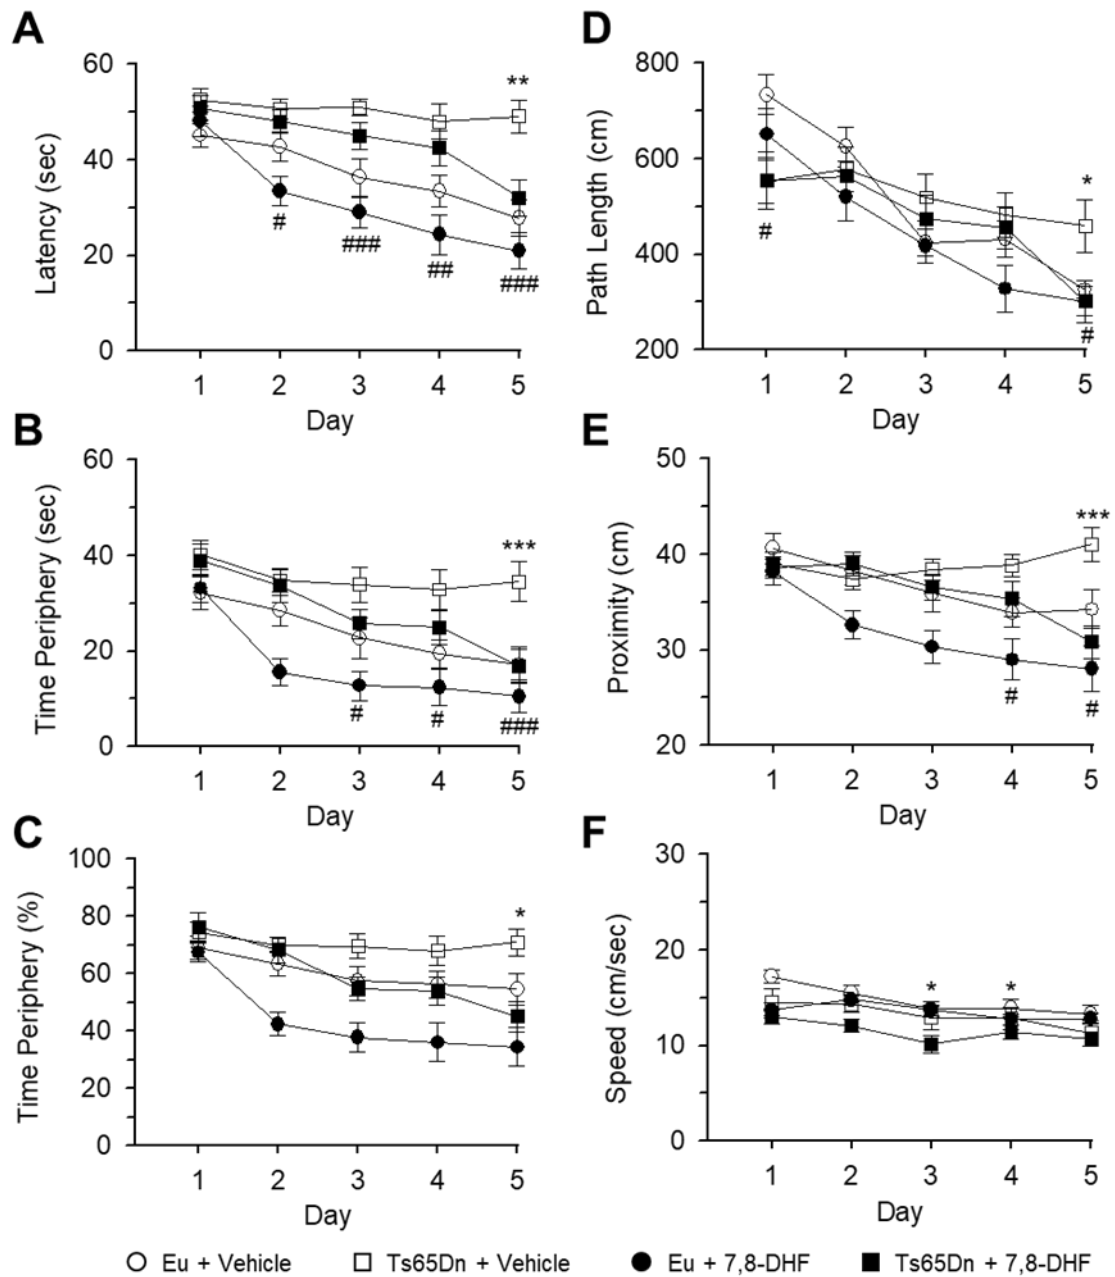 A
60
40
20
0
Latency (sec)
**
#
###
##
###
1 2 3 4 5
Day
B
60
40
20
0
Time Periphery (sec)
***
#
#
###
1 2 3 4 5
Day
C
100
80
60
40
20
0
Time Periphery (%)
*
1 2 3 4 5
Day
D
800
600
400
200
Path Length (cm)
*
#
#
1 2 3 4 5
Day
E
50
40
30
20
Proximity (cm)
***
#
#
1 2 3 4 5
Day
F
30
20
10
0
Speed (cm/sec)
*
*
1 2 3 4 5
Day
Eu + Vehicle Ts65Dn + Vehicle Eu + 7,8-DHF Ts65Dn + 7,8-DHF